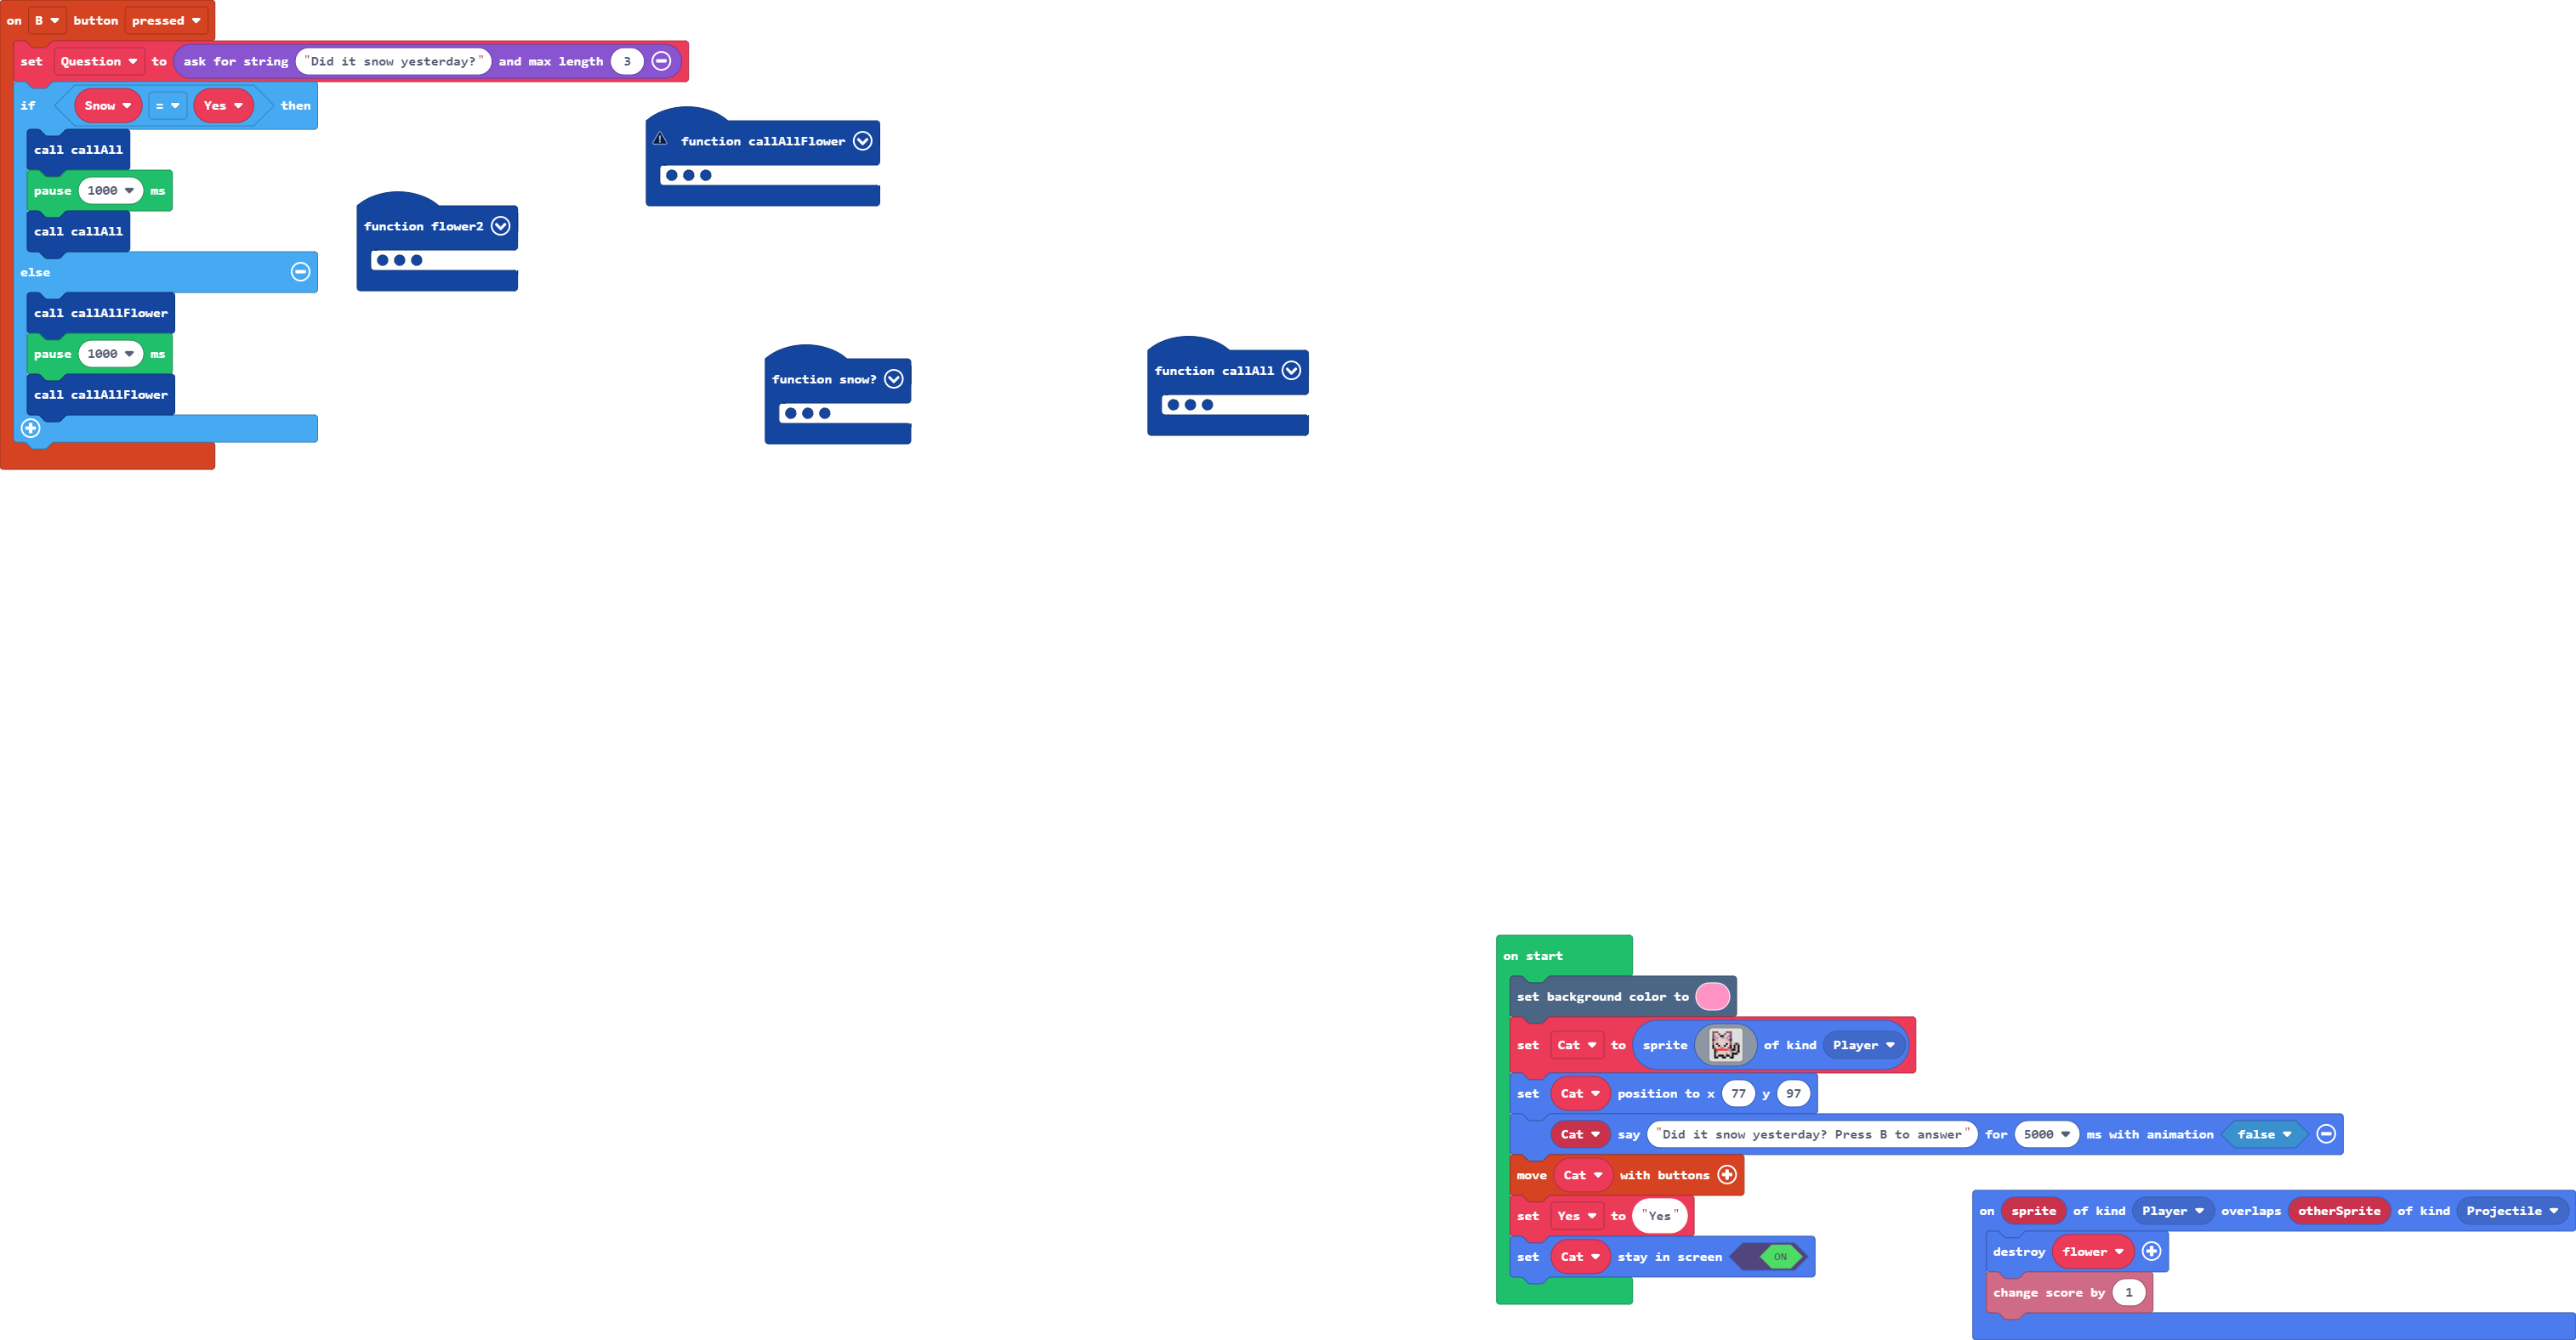 on B button pressed
set Question to ask for string "Did it snow yesterday?" and max length 3
if Snow = Yes then
call callAll
pause 1000 ms
call callAll
else
call callAllFlower
pause 1000 ms
call callAllFlower
function callAllFlower
function flower2
function snow?
function callAll
on start
set background color to
set Cat to sprite of kind Player
set Cat position to x 77 y 97
Cat say "Did it snow yesterday? Press B to answer" for 5000 ms with animation false
move Cat with buttons
set Yes to "Yes"
set Cat stay in screen ON
on sprite of kind Player overlaps otherSprite of kind Projectile
destroy flower
change score by 1